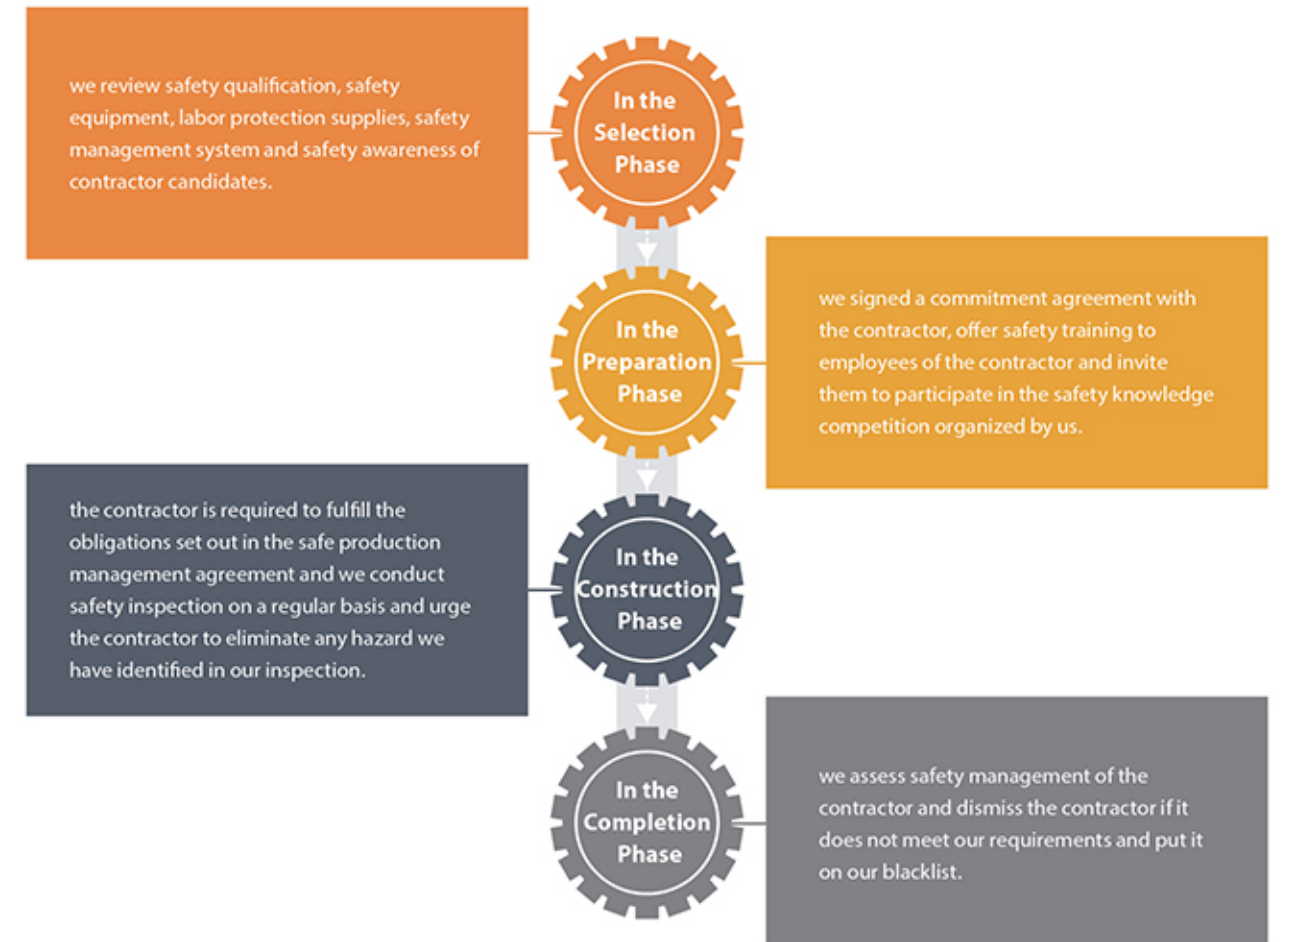 we review safety qualification, safety
equipment, labor protection supplies, safety
management system and safety awareness of
contractor candidates.
In the
Selection
Phase
In the
Preparation
Phase
we signed a commitment agreement with
the contractor, offer safety training to
employees of the contractor and invite
them to participate in the safety knowledge
competition organized by us.
the contractor is required to fulfill the
obligations set out in the safe production
management agreement and we conduct
safety inspection on a regular basis and urge
the contractor to eliminate any hazard we
have identified in our inspection.
In the
Construction
Phase
In the
Completion
Phase
we assess safety management of the
contractor and dismiss the contractor if it
does not meet our requirements and put it
on our blacklist.